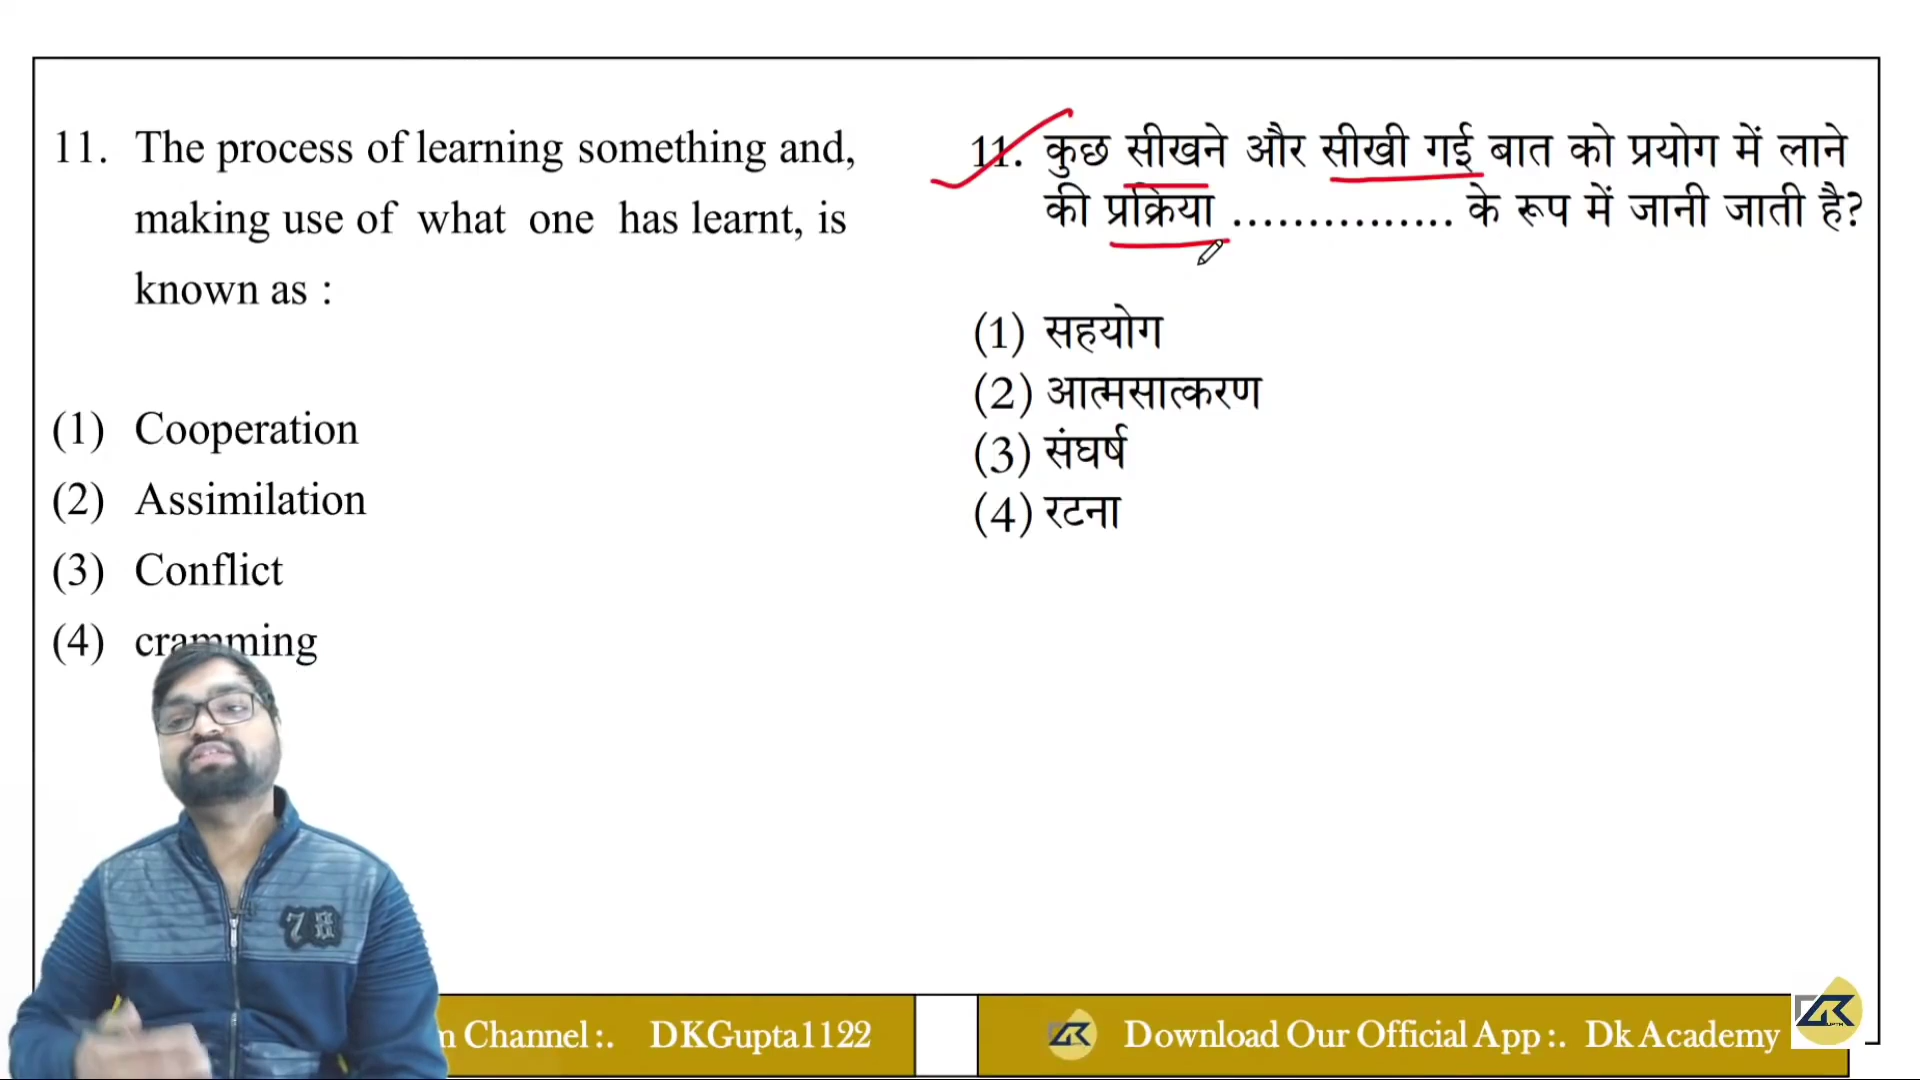 11. The process of learning something and,
making use of what one has learnt, is
known as :
(1) Cooperation
(2) Assimilation
(3) Conflict
(4) cramming
11. कुछ सीखने और सीखी गई बात को प्रयोग में लाने
की प्रक्रिया ............... के रूप में जानी जाती है?
(1) सहयोग
(2) आत्मसात्करण
(3) संघर्ष
(4) रटना
78
Channel :. DKGupta1122
Download Our Official App :. Dk Academy